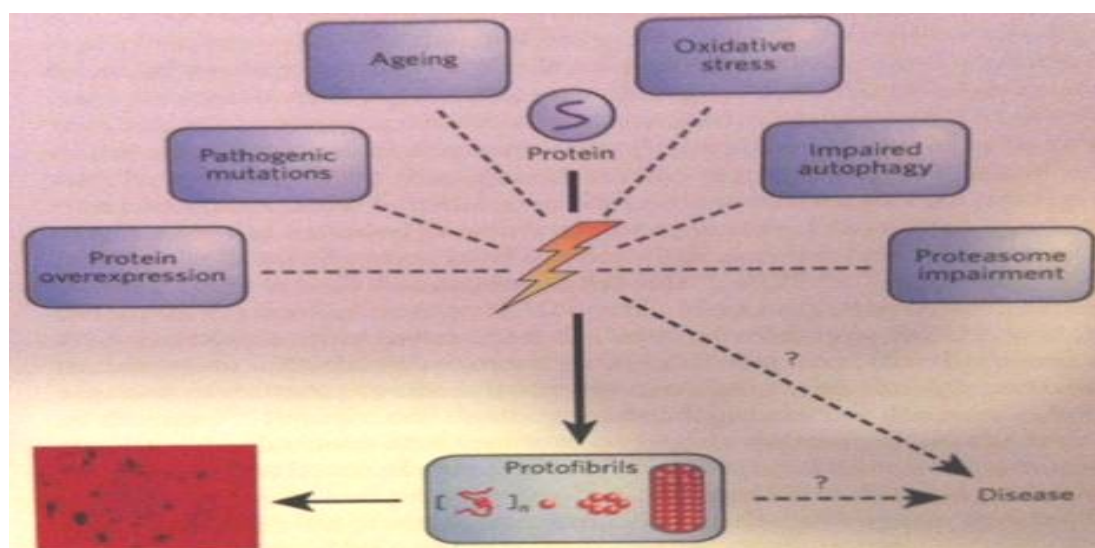 Ageing
Oxidative
stress
Protein
Pathogenic
mutations
Impaired
autophagy
Protein
overexpression
Proteasome
impairment
?
Protofibrils
[ ]n
?
Disease